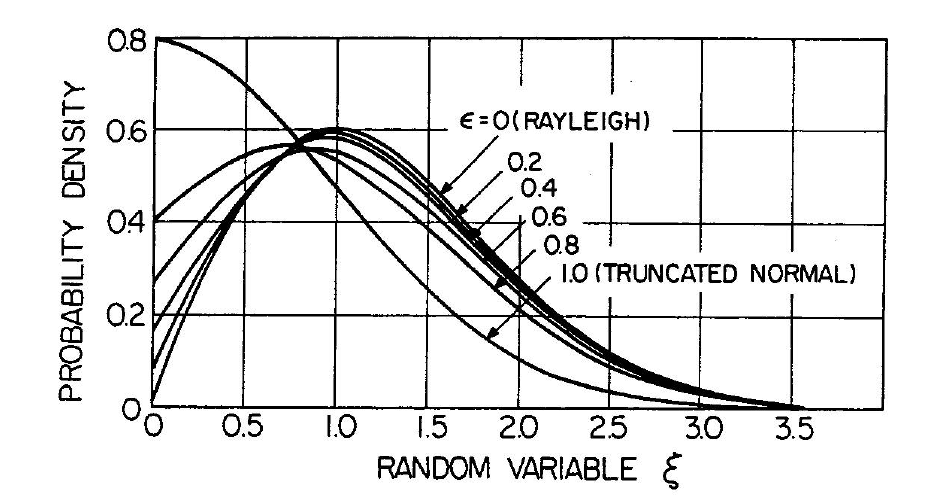 0.8
0.6
0.4
0.2
0
PROBABILITY DENSITY
ϵ=0(RAYLEIGH)
0.2
0.4
0.6
0.8
1.0(TRUNCATED NORMAL)
0 0.5 1.0 1.5 2.0 2.5 3.0 3.5
RANDOM VARIABLE ξ